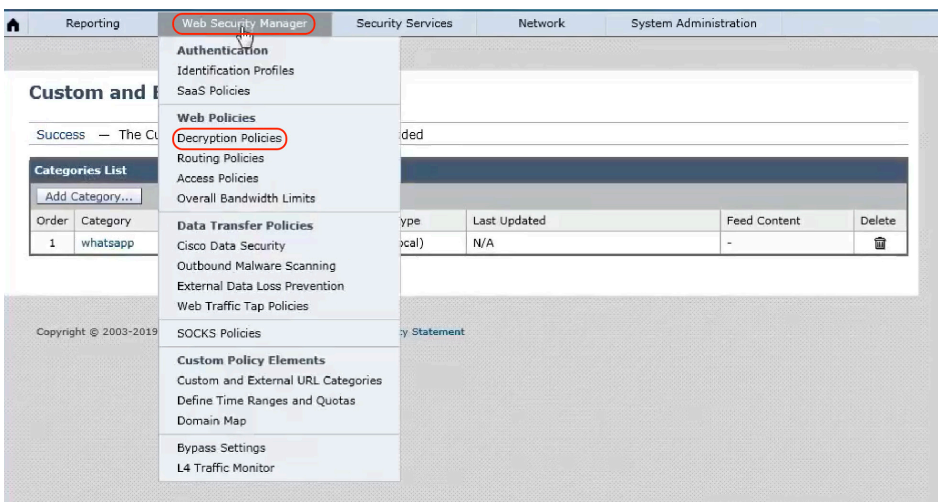 Reporting
Web Security Manager
Security Services
Network
System Administration
Authentication
Identification Profiles
SaaS Policies
Web Policies
Decryption Policies
Routing Policies
Access Policies
Overall Bandwidth Limits
Data Transfer Policies
Cisco Data Security
Outbound Malware Scanning
External Data Loss Prevention
Web Traffic Tap Policies
SOCKS Policies
Custom Policy Elements
Custom and External URL Categories
Define Time Ranges and Quotas
Domain Map
Bypass Settings
L4 Traffic Monitor
Custom and
Success — The
Categories List
Add Category...
Order Category Last Updated Feed Content Delete
1 whatsapp N/A -
Copyright © 2003-2019 Statement